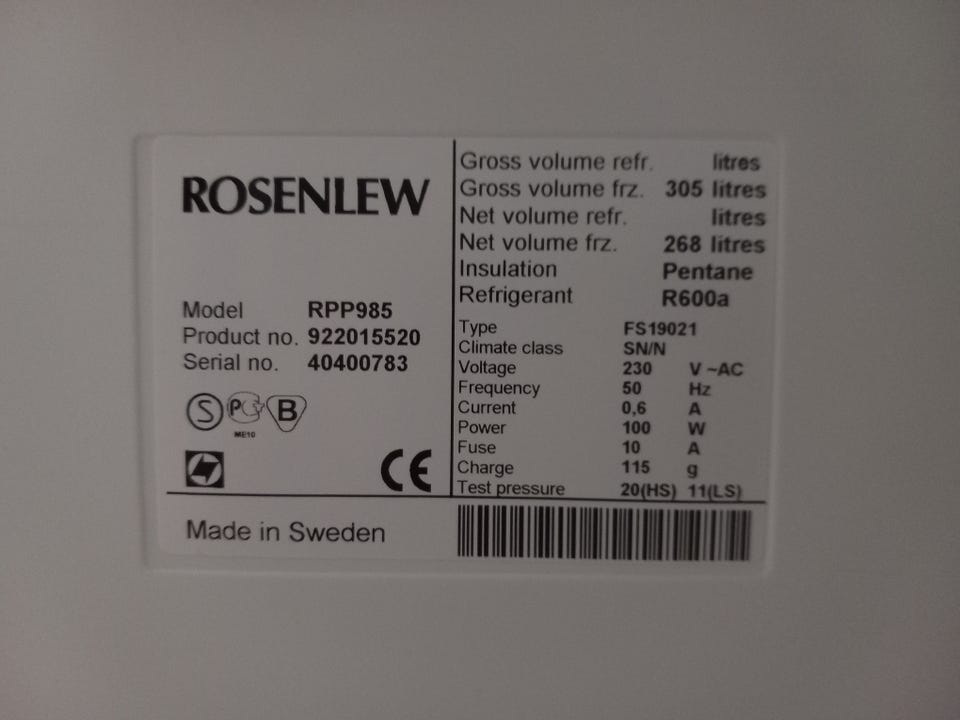 ROSENLEW
Model RPP985
Product no. 922015520
Serial no. 40400783
S PCT B
ME10
CE
Made in Sweden
Gross volume refr. litres
Gross volume frz. 305 litres
Net volume refr. litres
Net volume frz. 268 litres
Insulation Pentane
Refrigerant R600a
Type FS19021
Climate class SN/N
Voltage 230 V ~AC
Frequency 50 Hz
Current 0,6 A
Power 100 W
Fuse 10 A
Charge 115 g
Test pressure 20(HS) 11(LS)